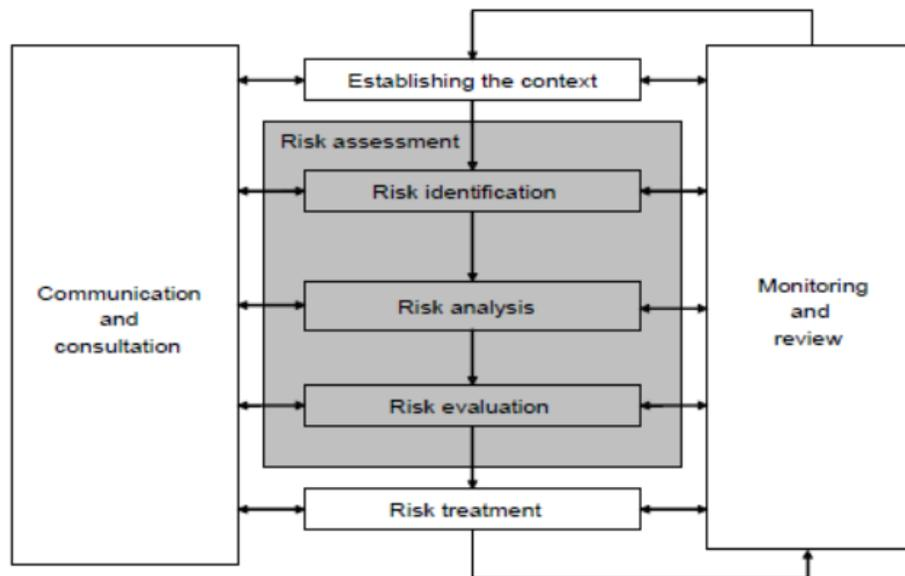 Establishing the context
Risk assessment
Risk identification
Communication
and
consultation
Risk analysis
Monitoring
and
review
Risk evaluation
Risk treatment